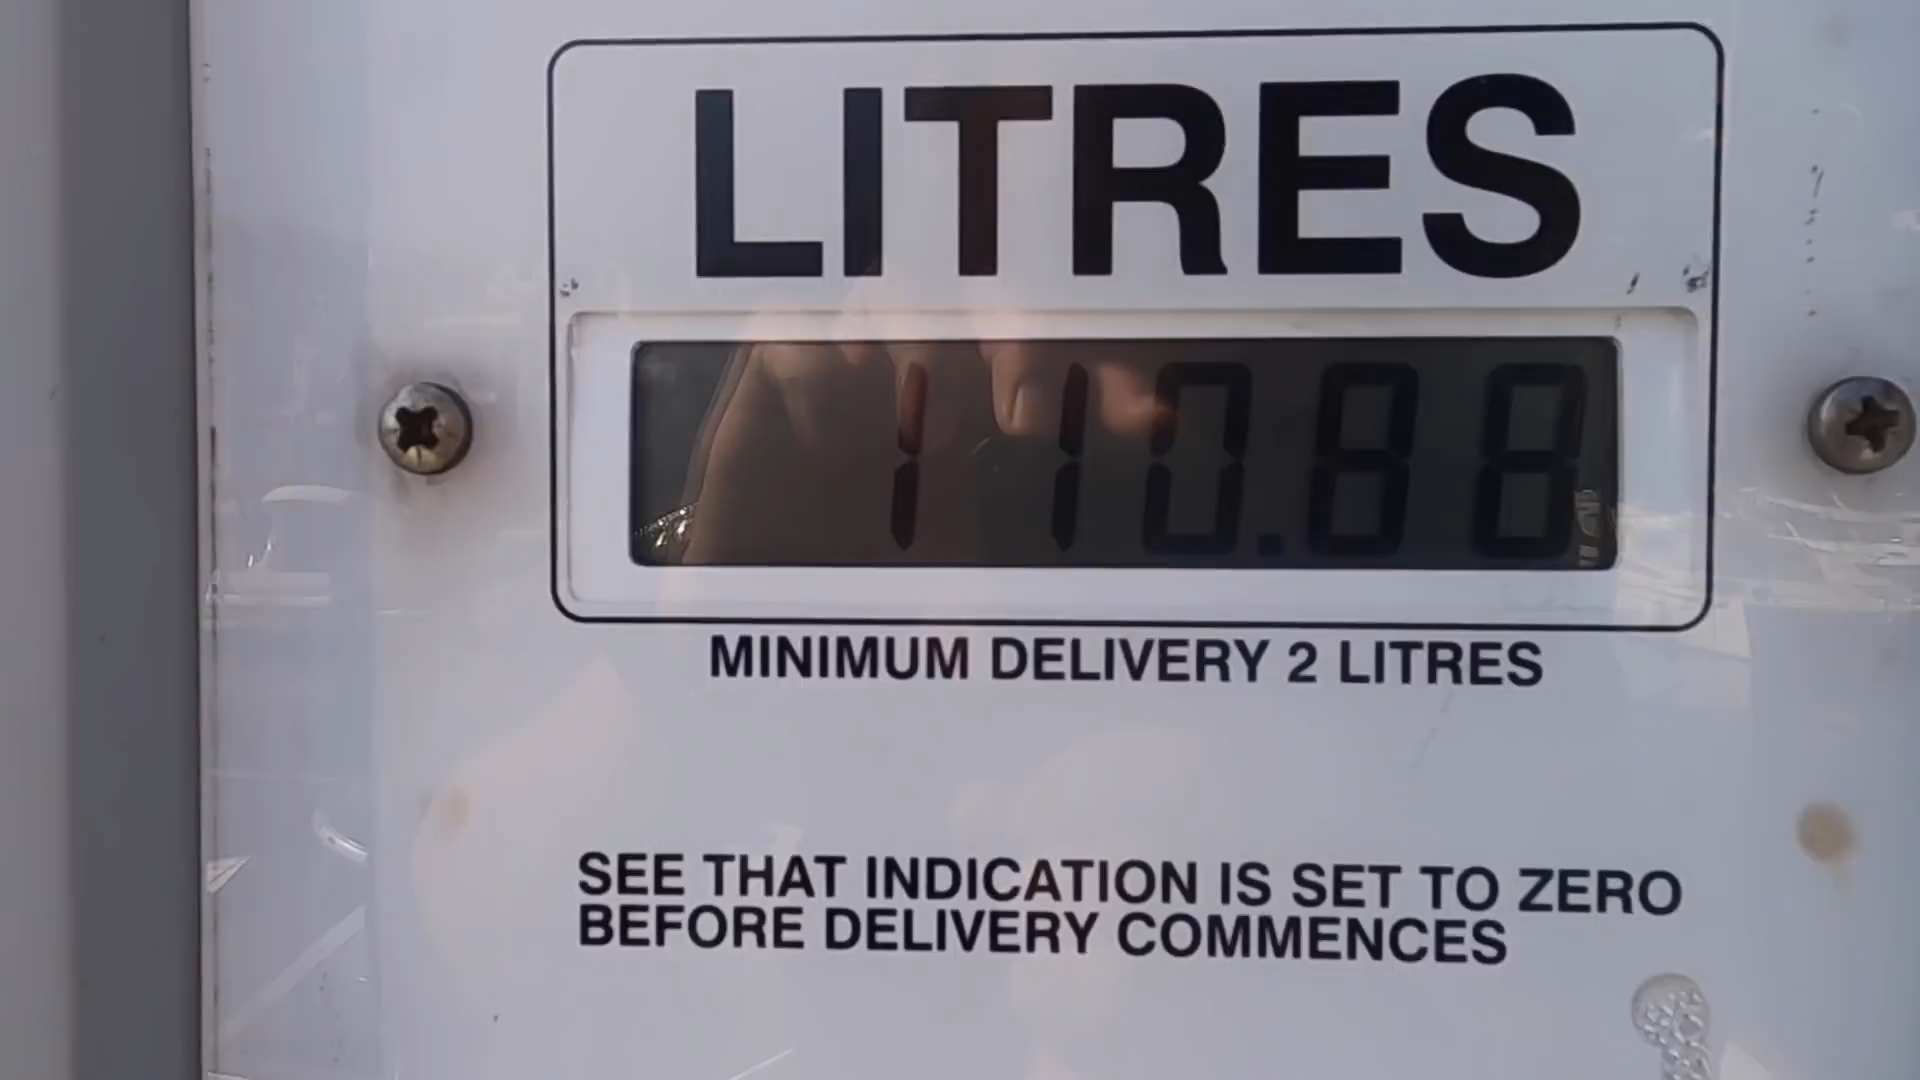 LITRES
110.88
MINIMUM DELIVERY 2 LITRES
SEE THAT INDICATION IS SET TO ZERO
BEFORE DELIVERY COMMENCES